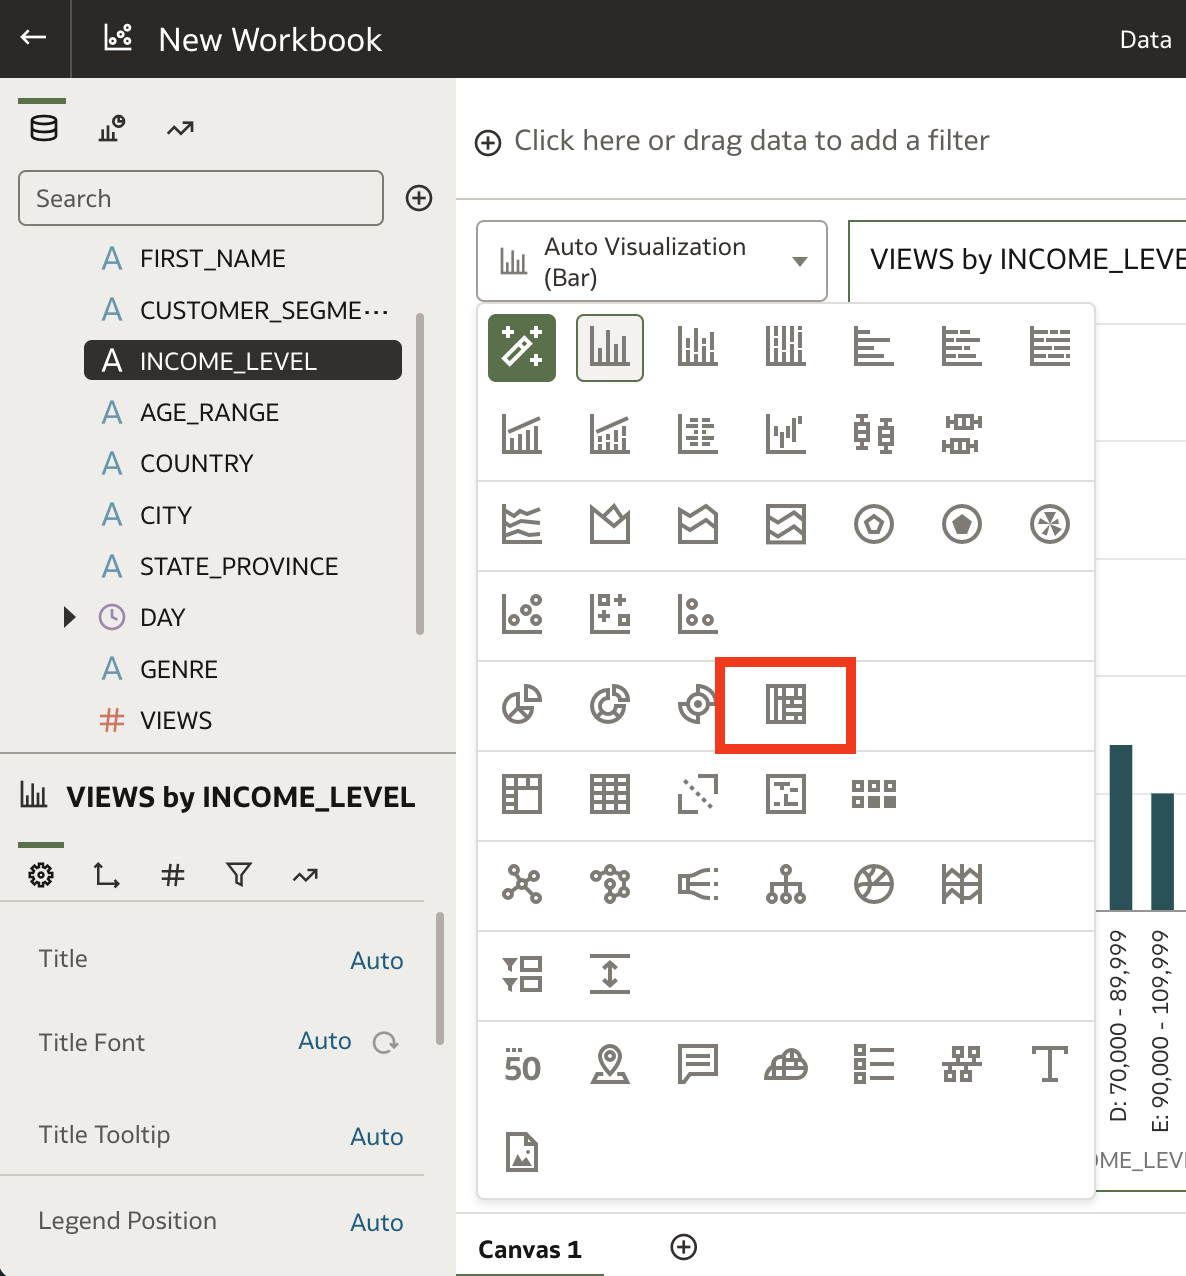 New Workbook
Data
Search
FIRST_NAME
CUSTOMER_SEGME···
INCOME_LEVEL
AGE_RANGE
COUNTRY
CITY
STATE_PROVINCE
DAY
GENRE
VIEWS
VIEWS by INCOME_LEVEL
Title
Auto
Title Font
Auto
Title Tooltip
Auto
Legend Position
Auto
Click here or drag data to add a filter
Auto Visualization
(Bar)
VIEWS by INCOME_LEVE
50
D: 70,000 - 89,999
E: 90,000 - 109,999
OME_LEV
Canvas 1